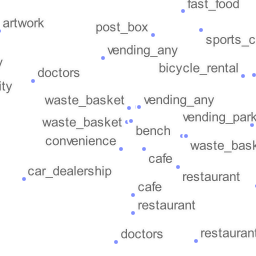 fast_food
artwork
post_box
sports_c
vending_any
bicycle_rental
y
doctors
ity
waste_basket
vending_any
vending_park
waste_basket
bench
convenience
waste_bask
cafe
car_dealership
restaurant
cafe
restaurant
doctors
restaurant